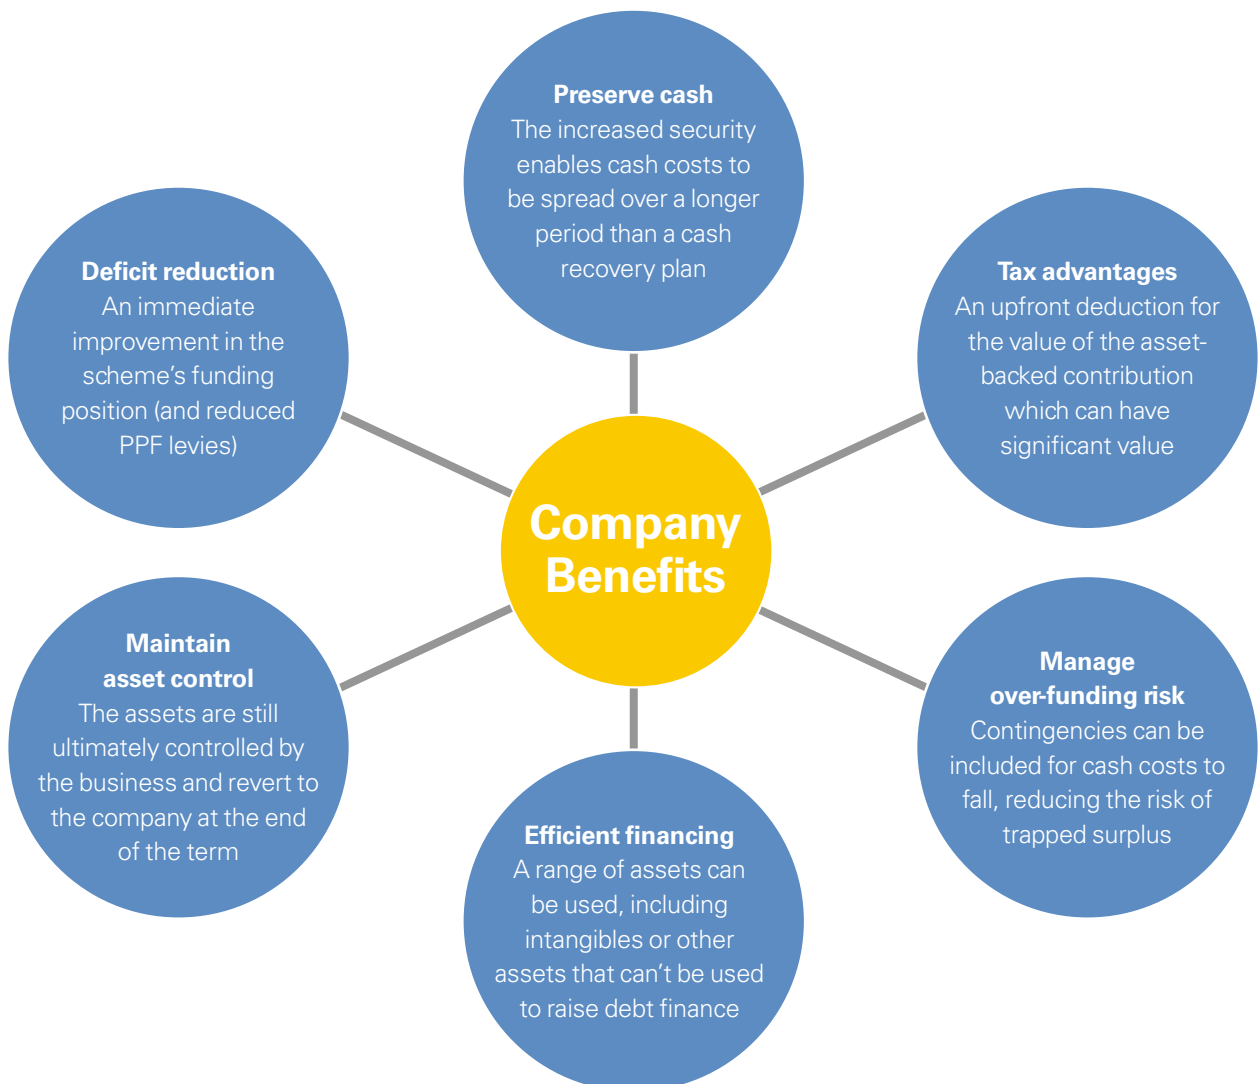 Preserve cash
The increased security
enables cash costs to
be spread over a longer
period than a cash
recovery plan
Deficit reduction
An immediate
improvement in the
scheme’s funding
position (and reduced
PPF levies)
Tax advantages
An upfront deduction for
the value of the asset-
backed contribution
which can have
significant value
Company
Benefits
Maintain
asset control
The assets are still
ultimately controlled by
the business and revert to
the company at the end
of the term
Manage
over-funding risk
Contingencies can be
included for cash costs to
fall, reducing the risk of
trapped surplus
Efficient financing
A range of assets can
be used, including
intangibles or other
assets that can’t be used
to raise debt finance